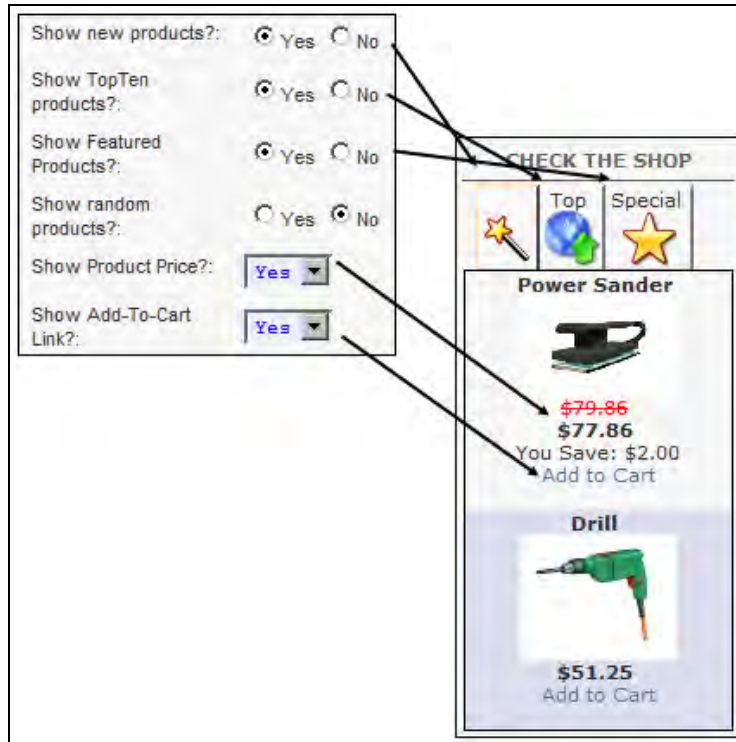 Show new products?: Yes No
Show TopTen
products?: Yes No
Show Featured
Products?: Yes No
Show random
products?: Yes No
Show Product Price?: Yes
Show Add-To-Cart
Link?: Yes
CHECK THE SHOP
Top Special
Power Sander
$79.86
$77.86
You Save: $2.00
Add to Cart
Drill
$51.25
Add to Cart